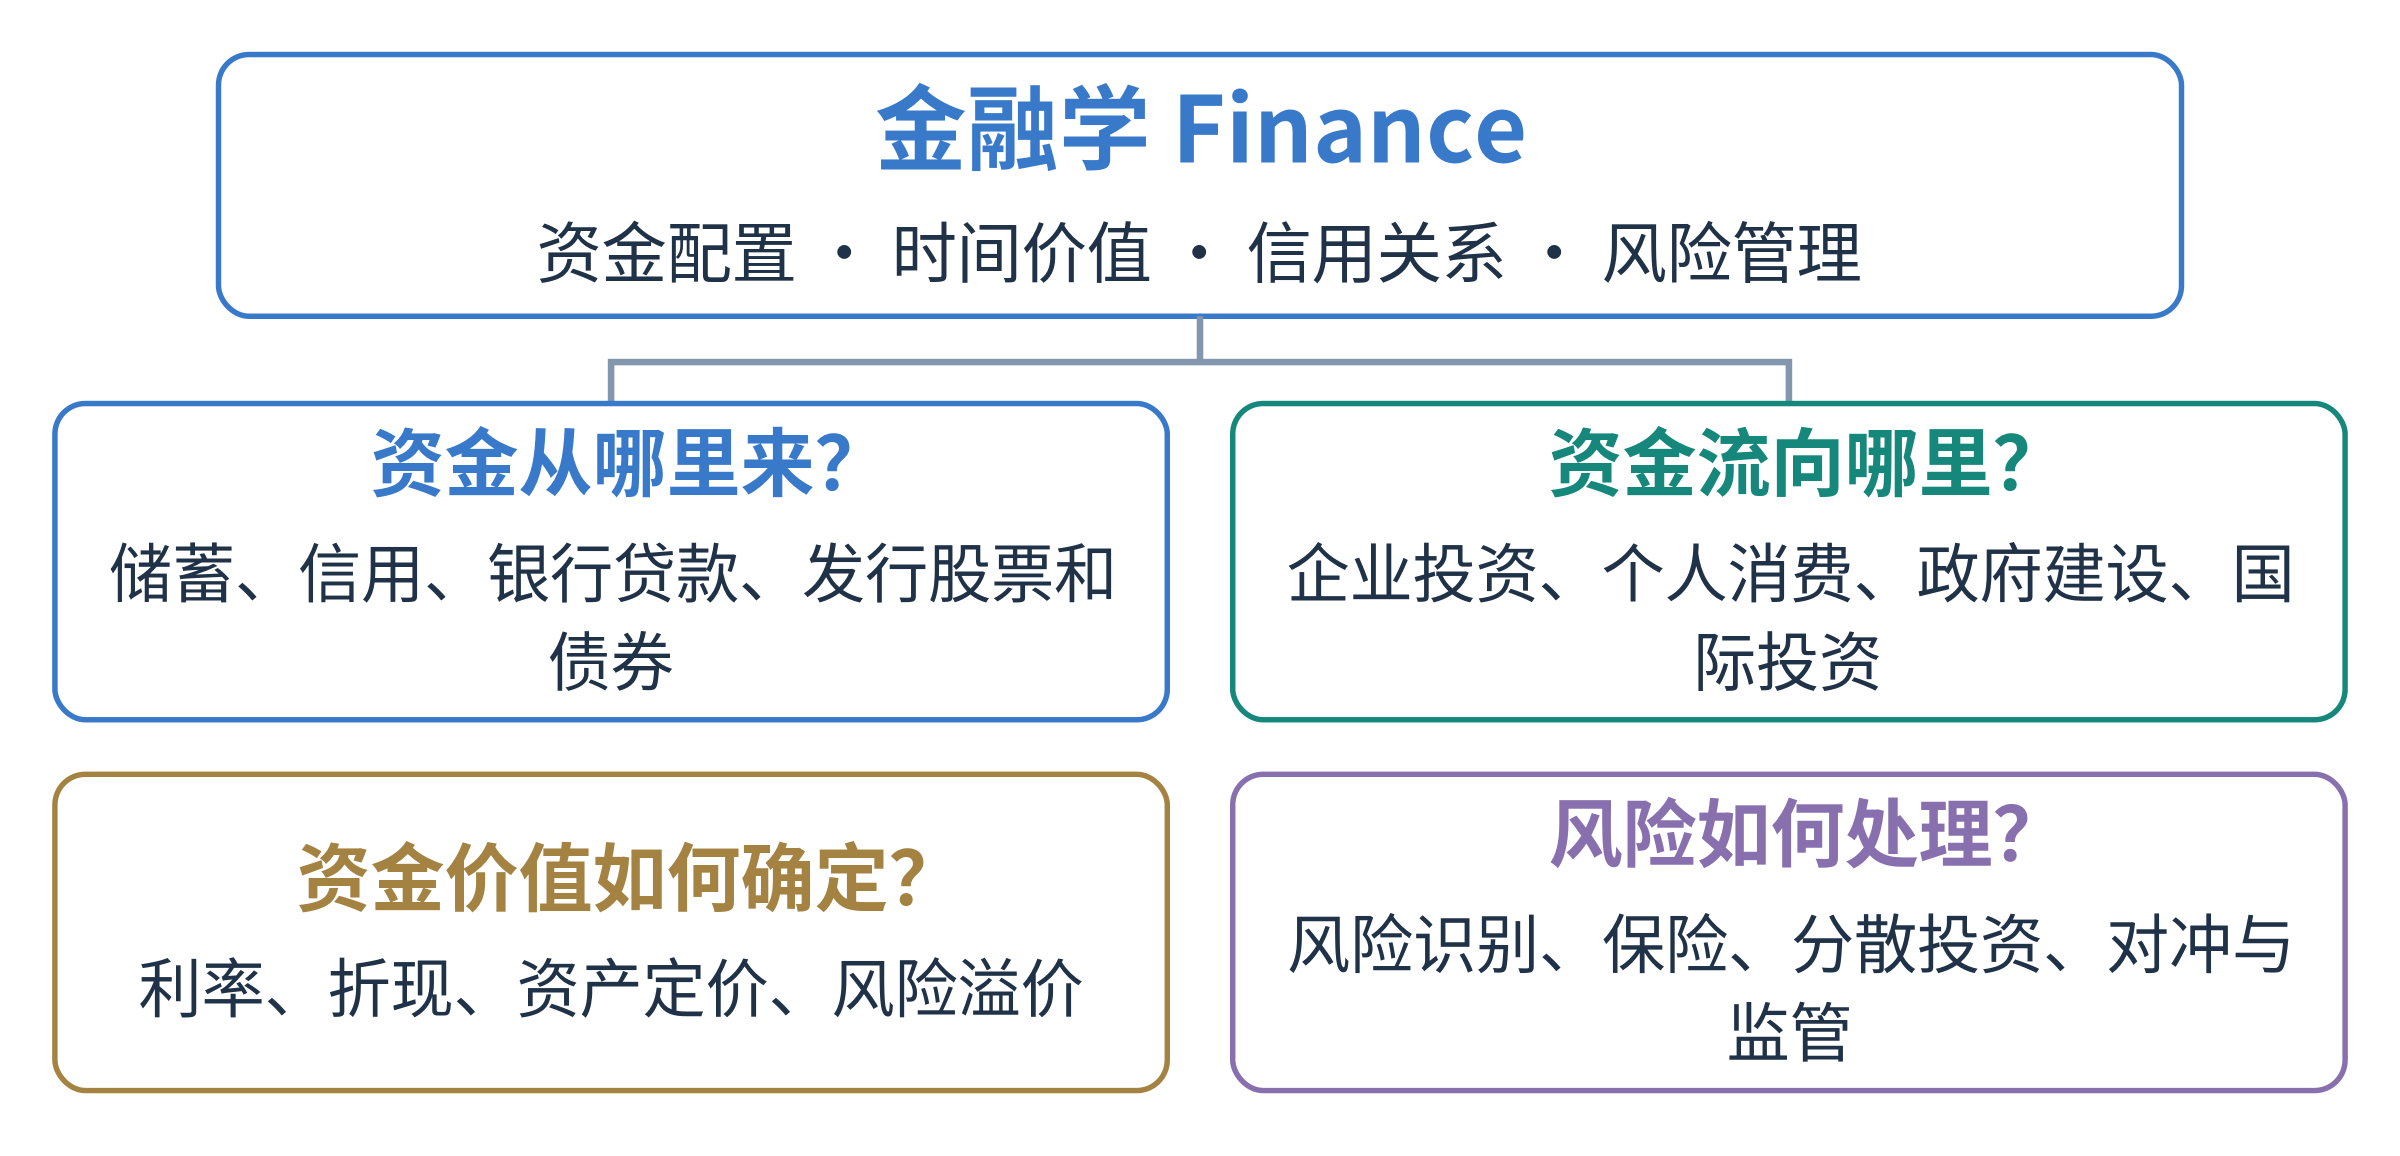 金融学 Finance
资金配置 · 时间价值 · 信用关系 · 风险管理
资金从哪里来?
储蓄、信用、银行贷款、发行股票和
债券
资金流向哪里?
企业投资、个人消费、政府建设、国
际投资
资金价值如何确定?
利率、折现、资产定价、风险溢价
风险如何处理?
风险识别、保险、分散投资、对冲与
监管